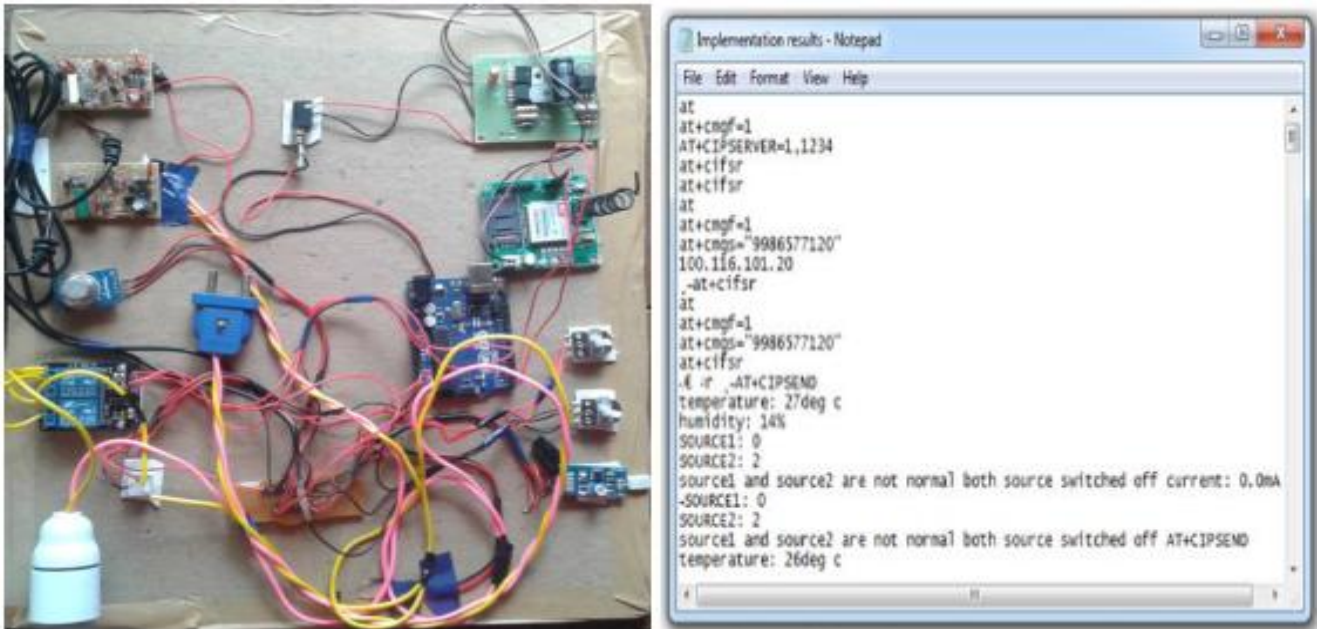 Implementation results - Notepad
File Edit Format View Help
at
at+cmgf=1
AT+CIPSERVER=1,1234
at+cifsr
at+cifsr
at
at+cmgf=1
at+cmgs="9986577120"
100.116.101.20
-at+cifsr
at
at+cmgf=1
at+cmgs="9986577120"
at+cifsr
-AT+CIPSEND
temperature: 27deg c
humidity: 14%
SOURCE1: 0
SOURCE2: 2
source1 and source2 are not normal both source switched off current: 0.0mA
-SOURCE1: 0
SOURCE2: 2
source1 and source2 are not normal both source switched off AT+CIPSEND
temperature: 26deg c